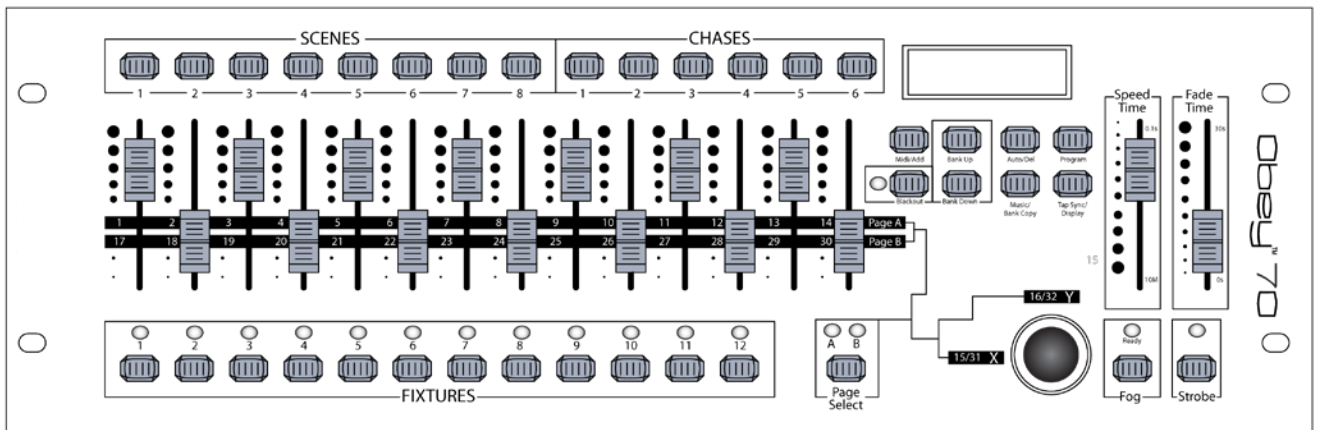 SCENES CHASES
1 2 3 4 5 6 7 8 1 2 3 4 5 6
Speed Time
Fade Time
0.1s 30s
Midi/Add Bank Up Auto/Del Program
Blackout Bank Down Music/ Bank Copy Tap Sync/ Display
1 2 3 4 5 6 7 8 9 10 11 12 13 14 Page A
17 18 19 20 21 22 23 24 25 26 27 28 29 30 Page B
1S
10M 0s
Obey™ 70
16/32 Y
15/31 X
1 2 3 4 5 6 7 8 9 10 11 12
FIXTURES
A B
Page Select
Ready
Fog
Strobe